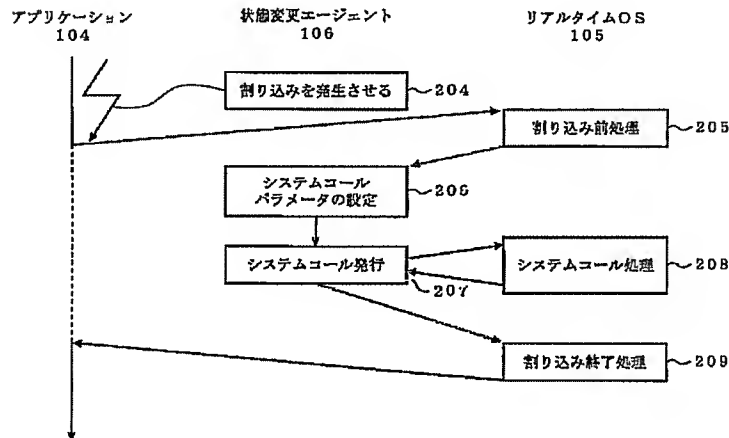 アプリケーション
104
状態変更エージェント
106
リアルタイムOS
105
割り込みを発生させる
204
割り込み前処理
205
システムコール
パラメータの設定
206
システムコール発行
207
システムコール処理
208
割り込み終了処理
209